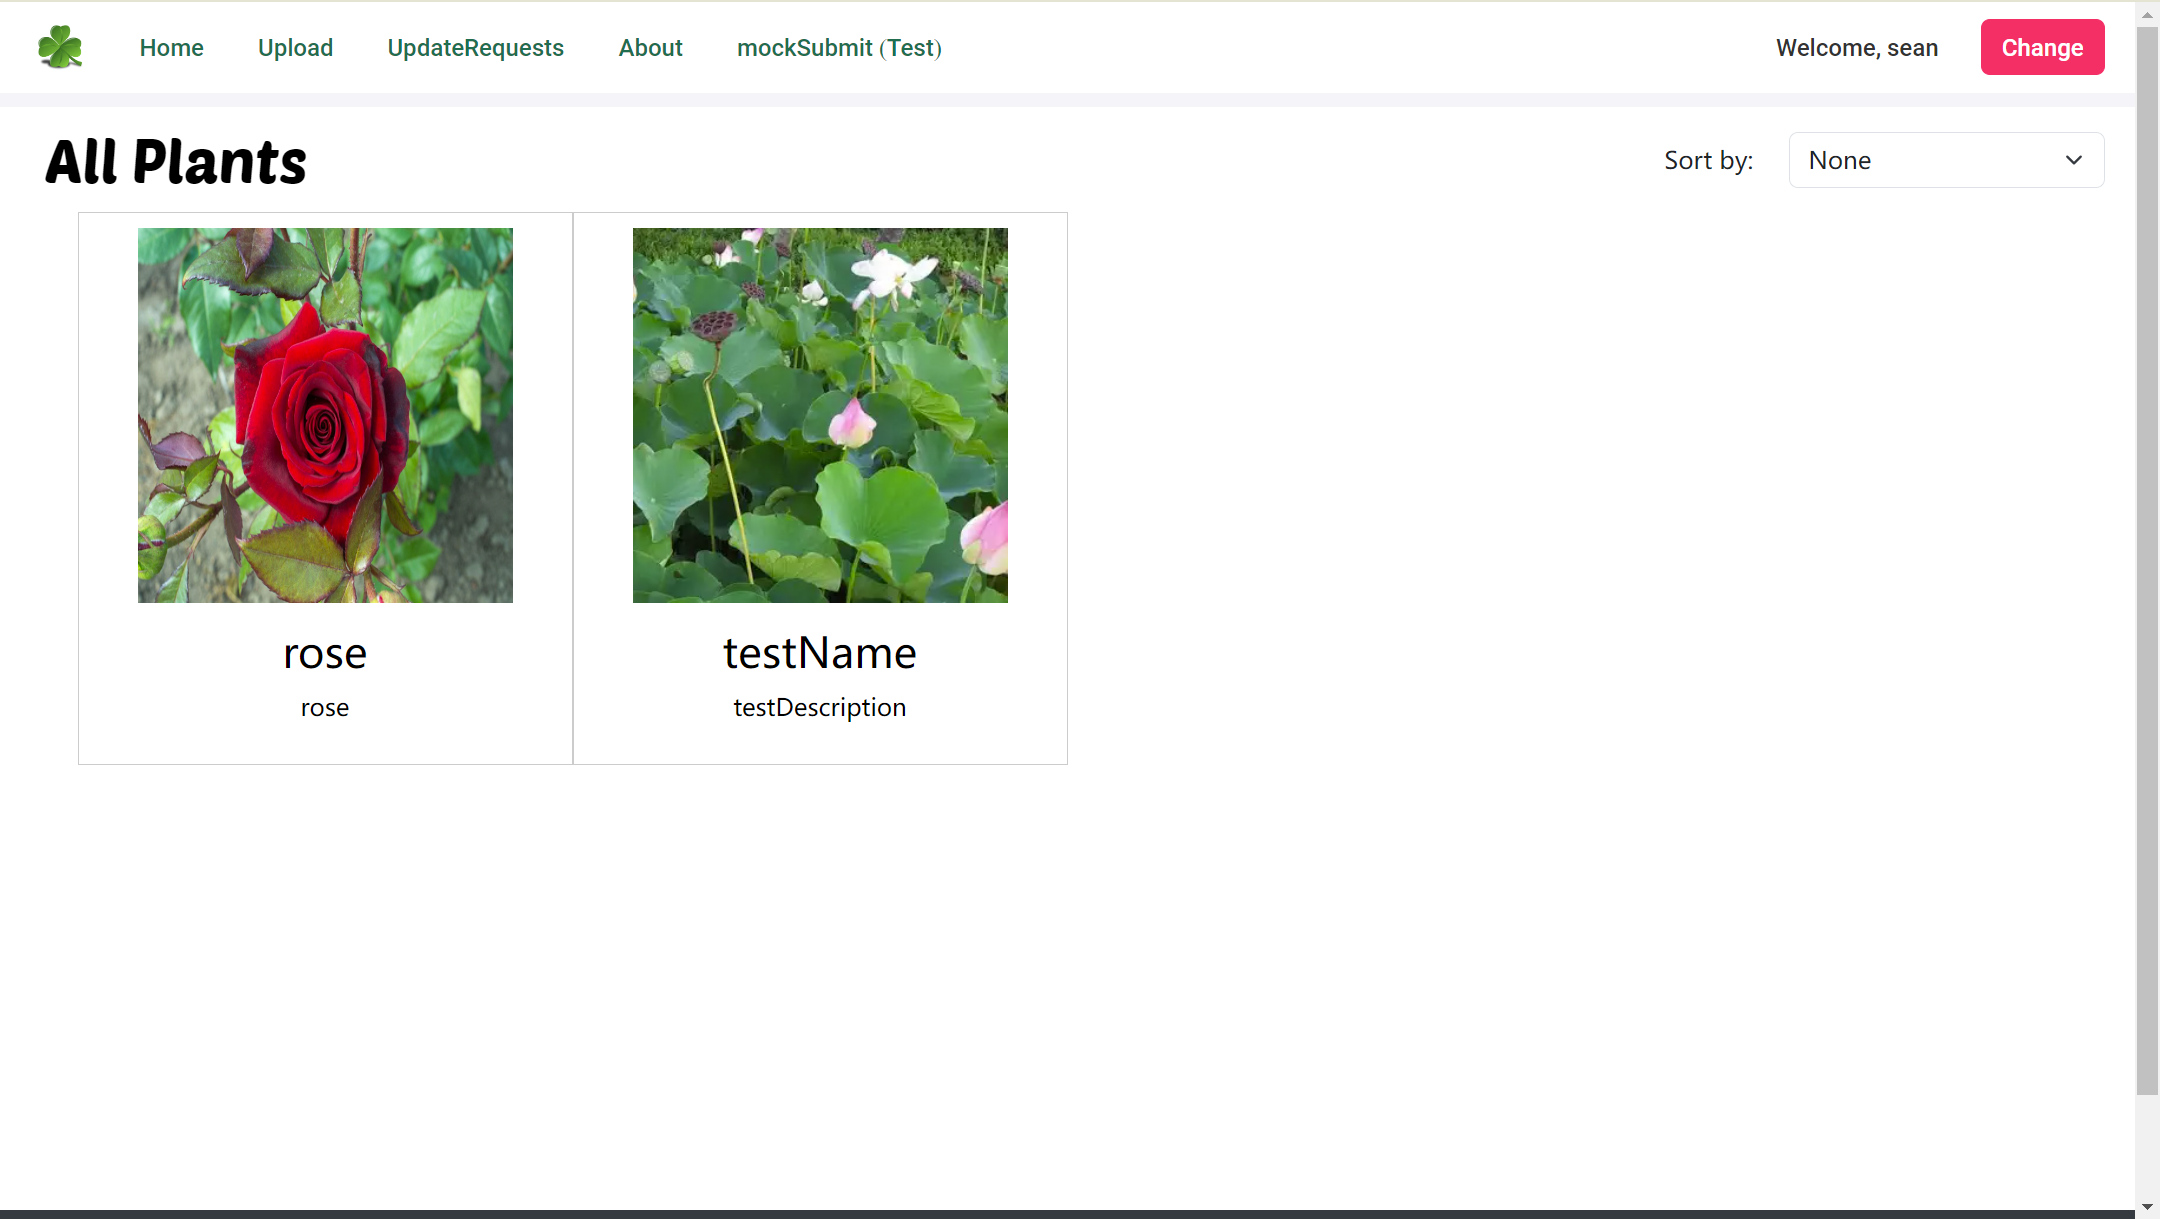 Home Upload UpdateRequests About mockSubmit (Test) Welcome, sean Change
All Plants Sort by: None
rose testName
rose testDescription